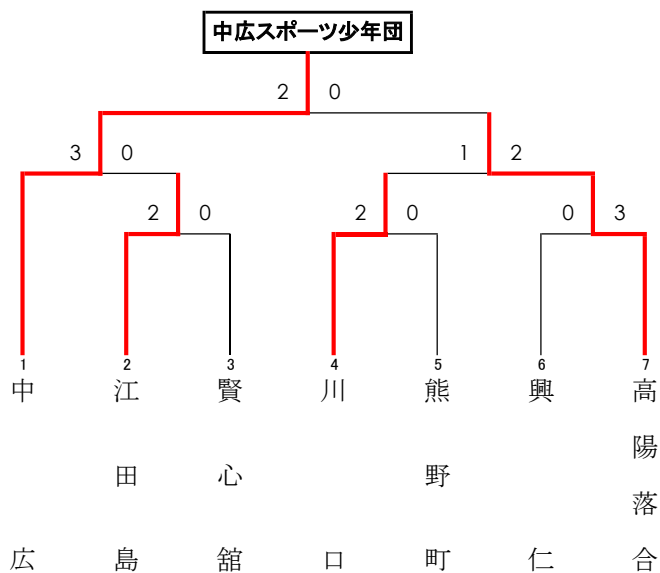 中広スポーツ少年団
2 0
3 0 1 2
2 0 2 0 0 3
1 2 3 4 5 6 7
中広
江田島
賢心舘
川口
熊野町
興仁
高陽落合